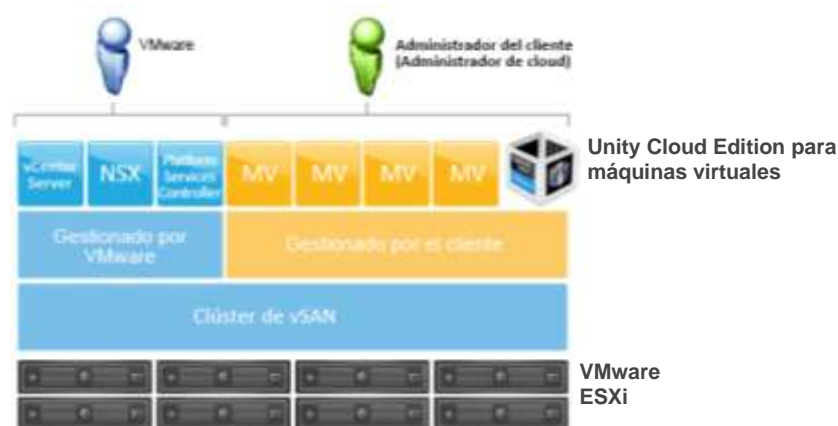 VMware
Administrador del cliente
(Administrador de cloud)
vCenter
Server
NSX
Platform
Services
Controller
MV
MV
MV
MV
Unity Cloud Edition para
máquinas virtuales
Gestionado por
VMware
Gestionado por el cliente
Clúster de vSAN
VMware
ESXi